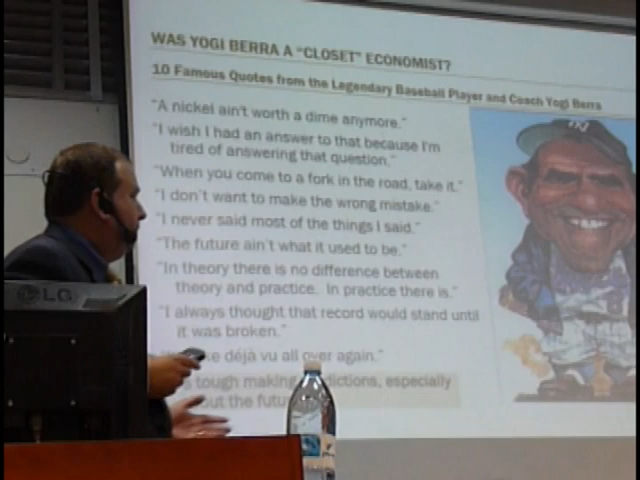 WAS YOGI BERRA A "CLOSET" ECONOMIST?
10 Famous Quotes from the Legendary Baseball Player and Coach Yogi Berra
"A nickel ain't worth a dime anymore."
"I wish I had an answer to that because I'm
tired of answering that question."
"When you come to a fork in the road, take it."
"I don't want to make the wrong mistake."
"I never said most of the things I said."
"The future ain't what it used to be."
"In theory there is no difference between
theory and practice. In practice there is."
"I always thought that record would stand until
it was broken."
déjà vu all over again."
tough making especially
the
LG